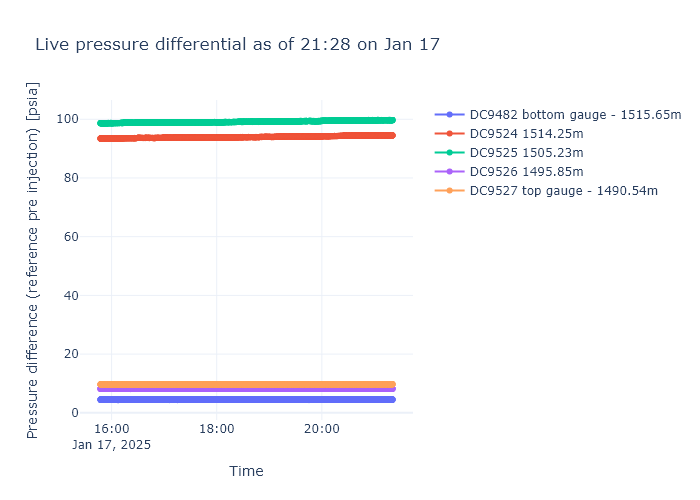 Live pressure differential as of 21:28 on Jan 17
Pressure difference (reference pre injection) [psia]
100
80
60
40
20
0
16:00
Jan 17, 2025
18:00
20:00
Time
DC9482 bottom gauge - 1515.65m
DC9524 1514.25m
DC9525 1505.23m
DC9526 1495.85m
DC9527 top gauge - 1490.54m